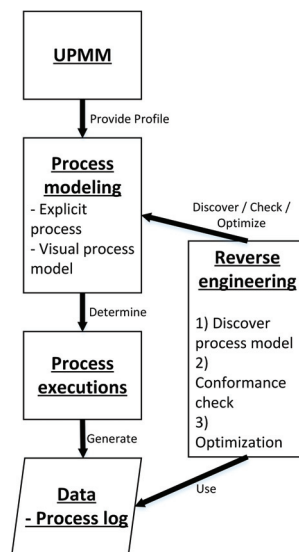 UPMM
Provide Profile
Process
modeling
- Explicit
process
- Visual process
model
Discover / Check /
Optimize
Reverse
engineering
1) Discover
process model
2)
Conformance
check
3)
Optimization
Determine
Process
executions
Generate
Use
Data
- Process log